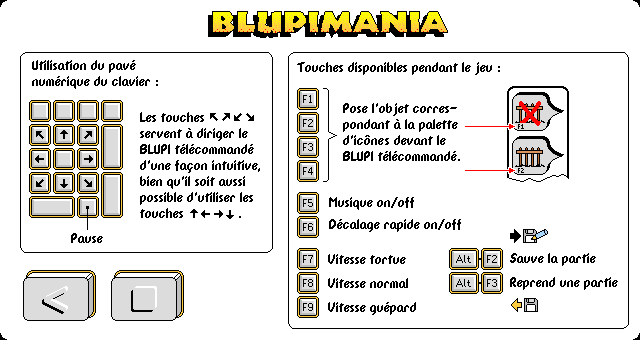 BLUPIMANIA
Utilisation du pavé
numérique du clavier :
Les touches ↖ ↗ ↙ ↘
servent à diriger le
BLUPI télécommandé
d'une façon intuitive,
bien qu'il soit aussi
possible d'utiliser les
touches ↑ ← → ↓ .
Pause
Touches disponibles pendant le jeu :
F1
F2
F3
F4
Pose l'objet corres-
pondant à la palette
d'icônes devant le
BLUPI télécommandé.
F1
F2
F5 Musique on/off
F6 Décalage rapide on/off
F7 Vitesse tortue
F8 Vitesse normal
F9 Vitesse guépard
Alt - F2 Sauve la partie
Alt - F3 Reprend une partie